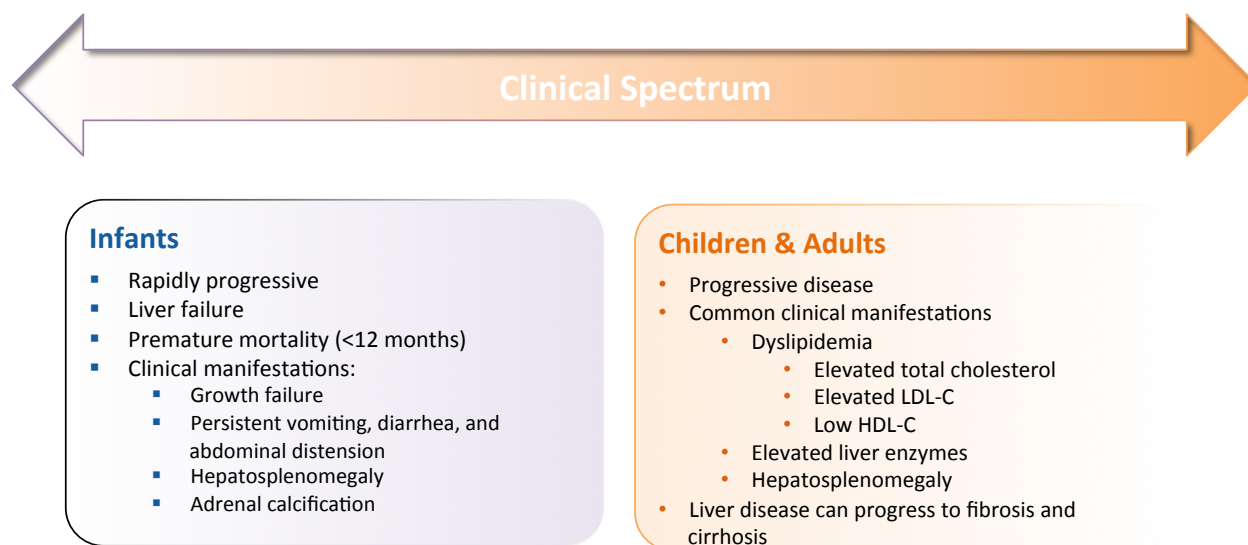 Clinical Spectrum
Infants
Rapidly progressive
Liver failure
Premature mortality (<12 months)
Clinical manifestations:
Growth failure
Persistent vomiting, diarrhea, and
abdominal distension
Hepatosplenomegaly
Adrenal calcification
Children & Adults
Progressive disease
Common clinical manifestations
Dyslipidemia
Elevated total cholesterol
Elevated LDL-C
Low HDL-C
Elevated liver enzymes
Hepatosplenomegaly
Liver disease can progress to fibrosis and
cirrhosis